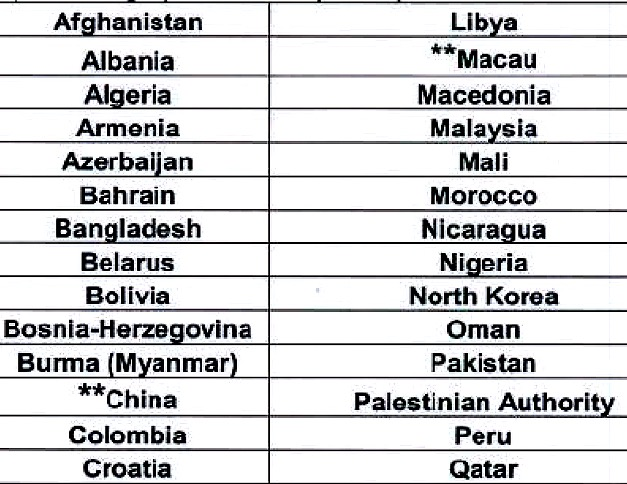 Afghanistan Libya
Albania **Macau
Algeria Macedonia
Armenia Malaysia
Azerbaijan Mali
Bahrain Morocco
Bangladesh Nicaragua
Belarus Nigeria
Bolivia North Korea
Bosnia-Herzegovina Oman
Burma (Myanmar) Pakistan
**China Palestinian Authority
Colombia Peru
Croatia Qatar